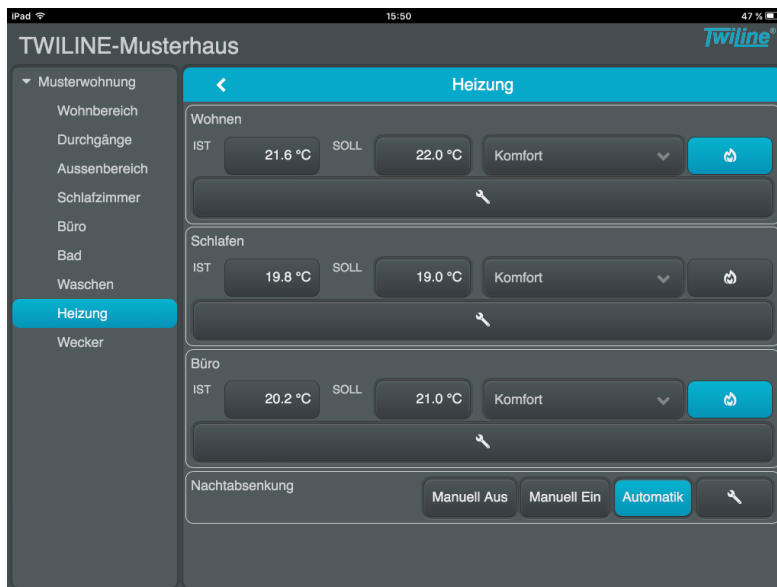 iPad 15:50 47 %
TWILINE-Musterhaus Twiline®
Musterwohnung
Wohnbereich
Durchgänge
Aussenbereich
Schlafzimmer
Büro
Bad
Waschen
Heizung
Wecker
Heizung
Wohnen
IST 21.6 °C SOLL 22.0 °C Komfort
Schlafen
IST 19.8 °C SOLL 19.0 °C Komfort
Büro
IST 20.2 °C SOLL 21.0 °C Komfort
Nachtabsenkung Manuell Aus Manuell Ein Automatik